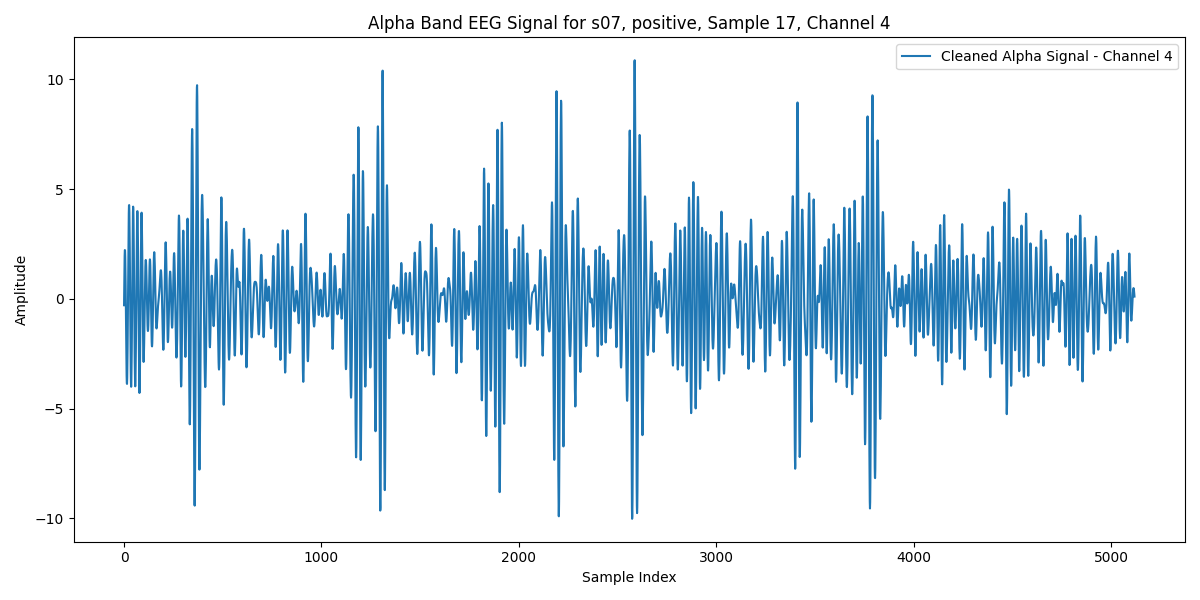 Alpha Band EEG Signal for s07, positive, Sample 17, Channel 4
Cleaned Alpha Signal - Channel 4
10
5
0
−5
−10
Amplitude
0 1000 2000 3000 4000 5000
Sample Index